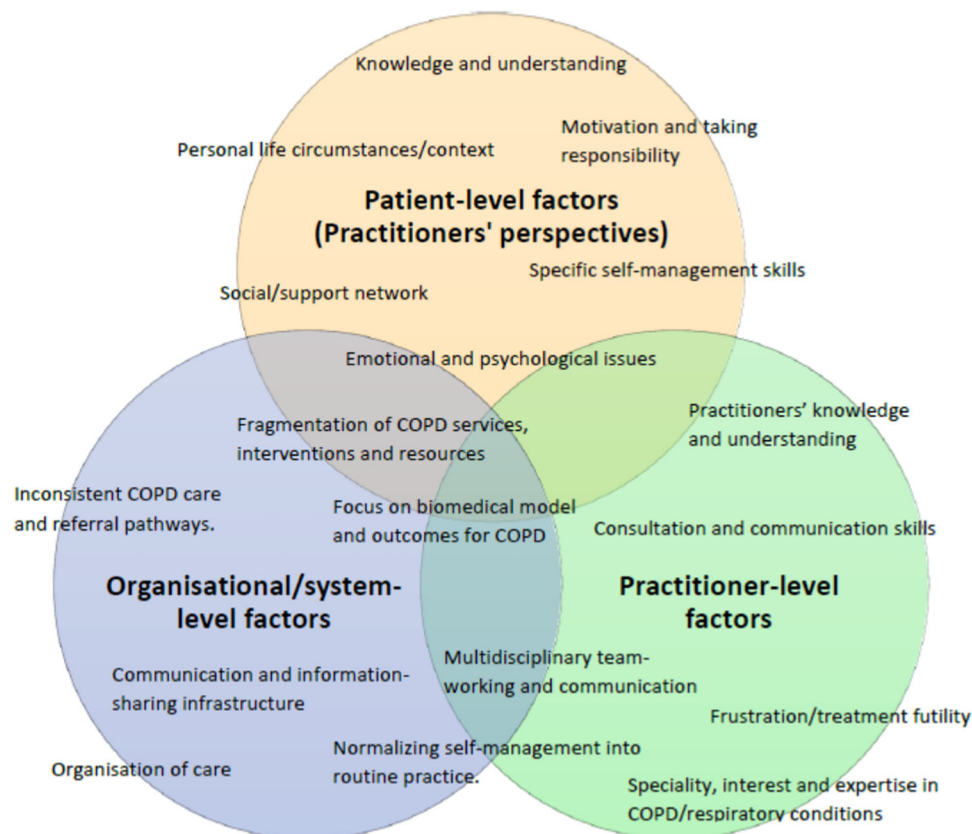 Knowledge and understanding
Motivation and taking
responsibility
Personal life circumstances/context
Patient-level factors
(Practitioners' perspectives)
Specific self-management skills
Social/support network
Emotional and psychological issues
Practitioners’ knowledge
and understanding
Fragmentation of COPD services,
interventions and resources
Inconsistent COPD care
and referral pathways.
Focus on biomedical model
and outcomes for COPD
Consultation and communication skills
Organisational/system-
level factors
Practitioner-level
factors
Multidisciplinary team-
working and communication
Communication and information-
sharing infrastructure
Frustration/treatment futility
Normalizing self-management into
routine practice.
Organisation of care
Speciality, interest and expertise in
COPD/respiratory conditions